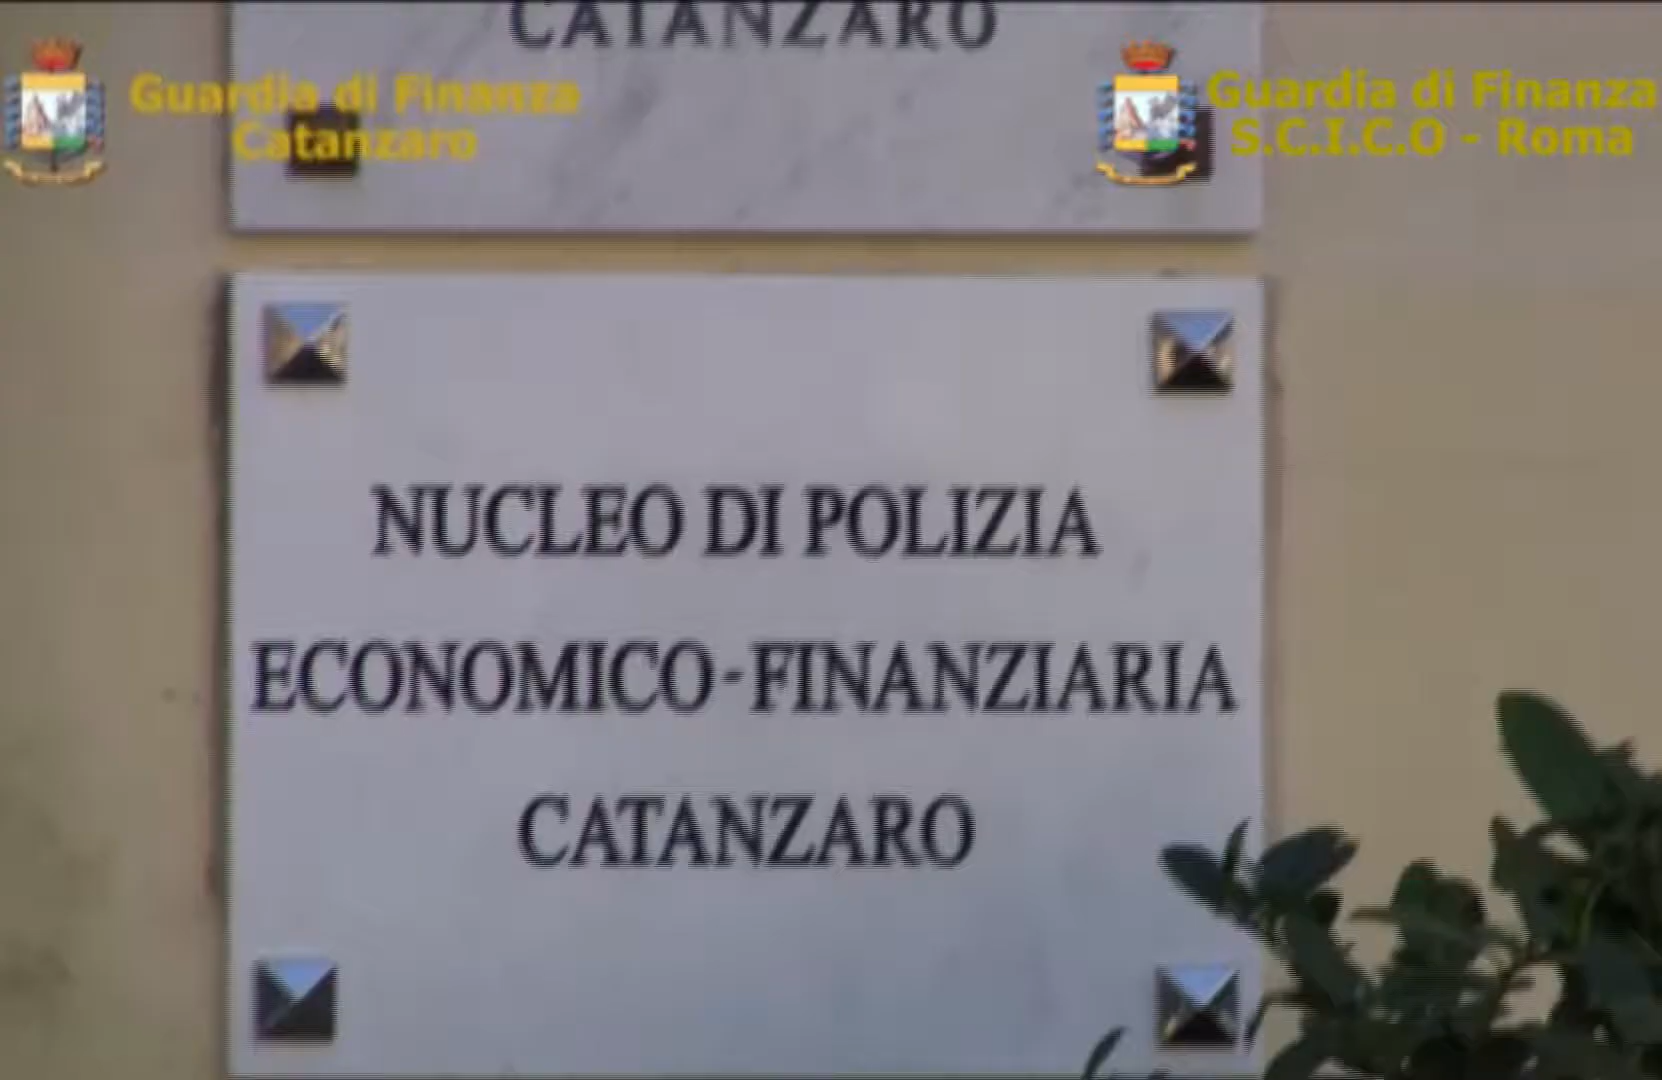 CATANZARO
Guardia di Finanza
Catanzaro
Guardia di Finanza
S.C.I.C.O - Roma
NUCLEO DI POLIZIA
ECONOMICO-FINANZIARIA
CATANZARO